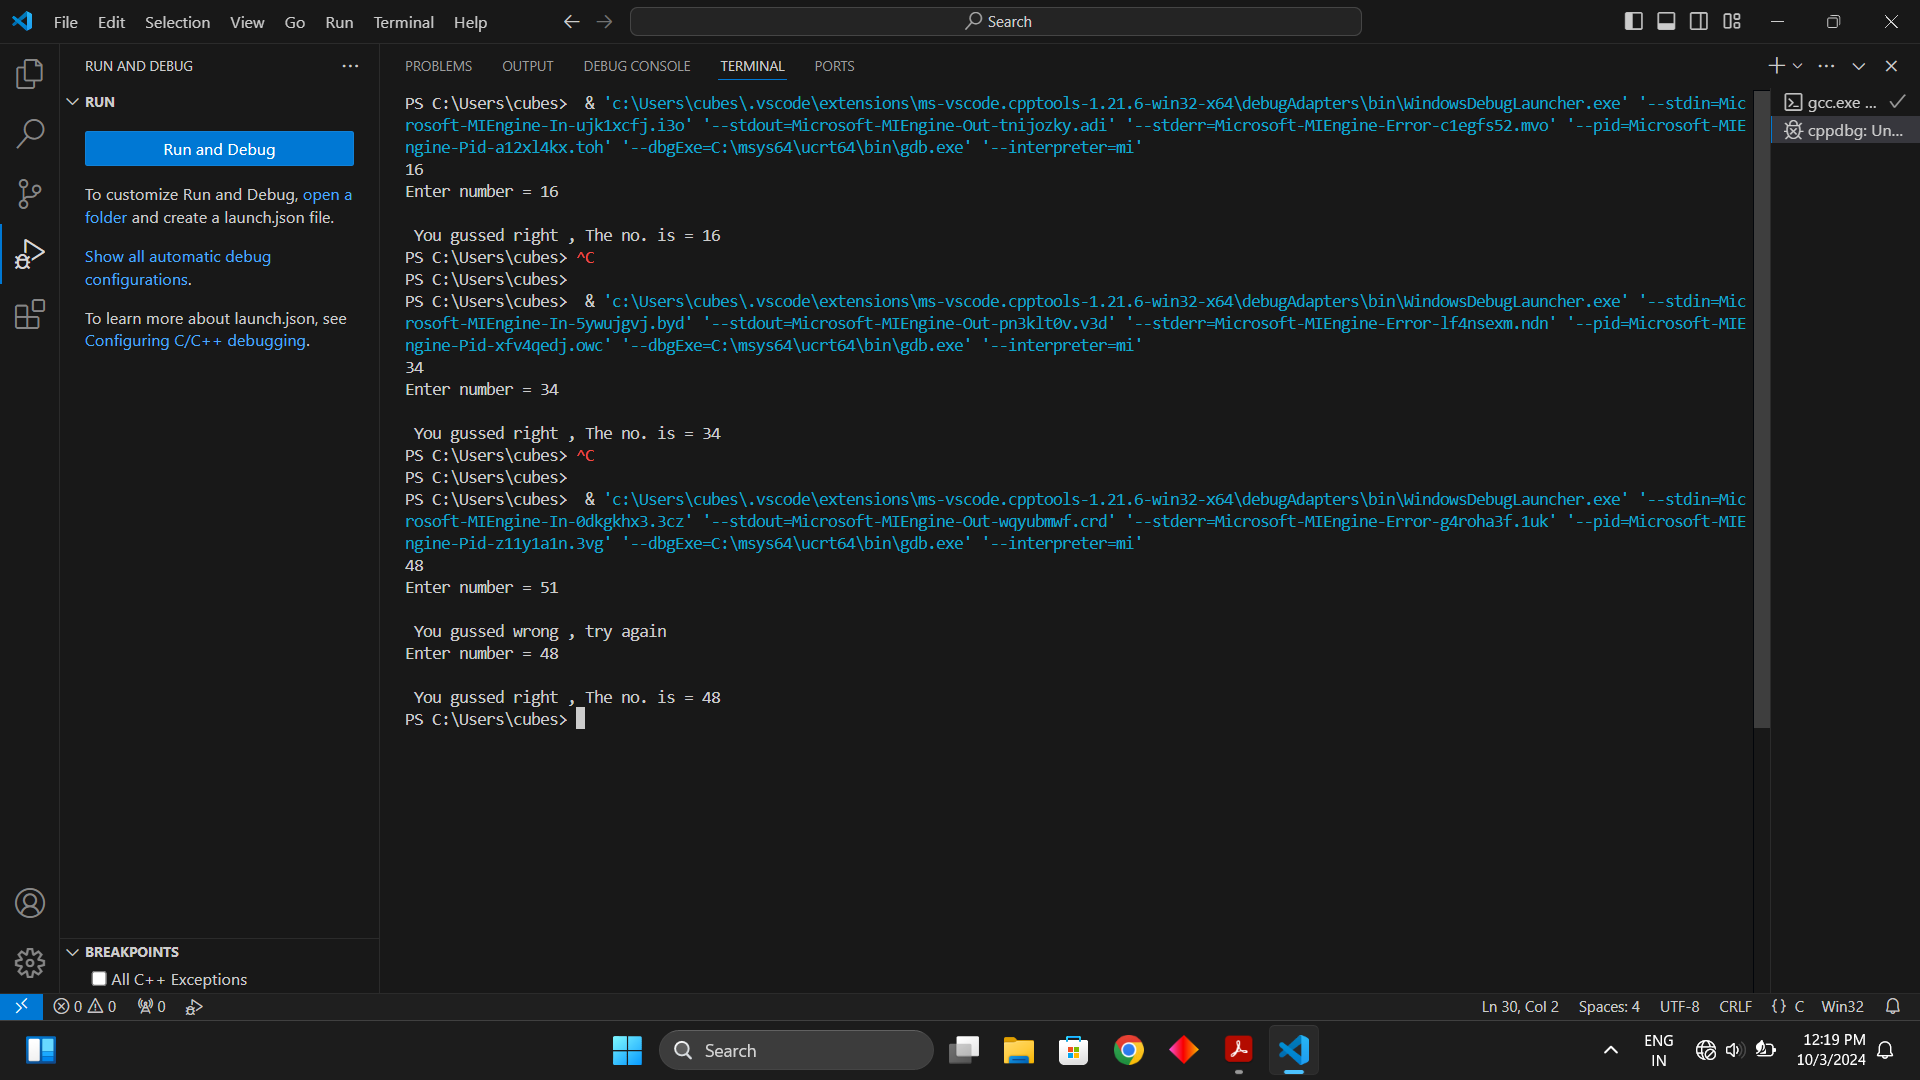 File Edit Selection View Go Run Terminal Help
Search
RUN AND DEBUG
RUN
Run and Debug
To customize Run and Debug, open a
folder and create a launch.json file.
Show all automatic debug
configurations.
To learn more about launch.json, see
Configuring C/C++ debugging.
BREAKPOINTS
All C++ Exceptions
PROBLEMS OUTPUT DEBUG CONSOLE TERMINAL PORTS
PS C:\Users\cubes>  & 'c:\Users\cubes\.vscode\extensions\ms-vscode.cpptools-1.21.6-win32-x64\debugAdapters\bin\WindowsDebugLauncher.exe' '--stdin=Mic
rosoft-MIEngine-In-ujk1xcfj.i3o' '--stdout=Microsoft-MIEngine-Out-tnijozky.adi' '--stderr=Microsoft-MIEngine-Error-c1egfs52.mvo' '--pid=Microsoft-MIE
ngine-Pid-a12xl4kx.toh' '--dbgExe=C:\msys64\ucrt64\bin\gdb.exe' '--interpreter=mi'
16
Enter number = 16
You gussed right , The no. is = 16
PS C:\Users\cubes> ^C
PS C:\Users\cubes>
PS C:\Users\cubes>  & 'c:\Users\cubes\.vscode\extensions\ms-vscode.cpptools-1.21.6-win32-x64\debugAdapters\bin\WindowsDebugLauncher.exe' '--stdin=Mic
rosoft-MIEngine-In-5ywujgvj.byd' '--stdout=Microsoft-MIEngine-Out-pn3klt0v.v3d' '--stderr=Microsoft-MIEngine-Error-lf4nsexm.ndn' '--pid=Microsoft-MIE
ngine-Pid-xfv4qedj.owc' '--dbgExe=C:\msys64\ucrt64\bin\gdb.exe' '--interpreter=mi'
34
Enter number = 34
You gussed right , The no. is = 34
PS C:\Users\cubes> ^C
PS C:\Users\cubes>
PS C:\Users\cubes>  & 'c:\Users\cubes\.vscode\extensions\ms-vscode.cpptools-1.21.6-win32-x64\debugAdapters\bin\WindowsDebugLauncher.exe' '--stdin=Mic
rosoft-MIEngine-In-0dkgkhx3.3cz' '--stdout=Microsoft-MIEngine-Out-wqyubmwf.crd' '--stderr=Microsoft-MIEngine-Error-g4roha3f.1uk' '--pid=Microsoft-MIE
ngine-Pid-z11y1a1n.3vg' '--dbgExe=C:\msys64\ucrt64\bin\gdb.exe' '--interpreter=mi'
48
Enter number = 51
You gussed wrong , try again
Enter number = 48
You gussed right , The no. is = 48
PS C:\Users\cubes>
gcc.exe ...
cppdbg: Un...
0 0 0
Ln 30, Col 2 Spaces: 4 UTF-8 CRLF {} C Win32
Search
ENG
IN
12:19 PM
10/3/2024